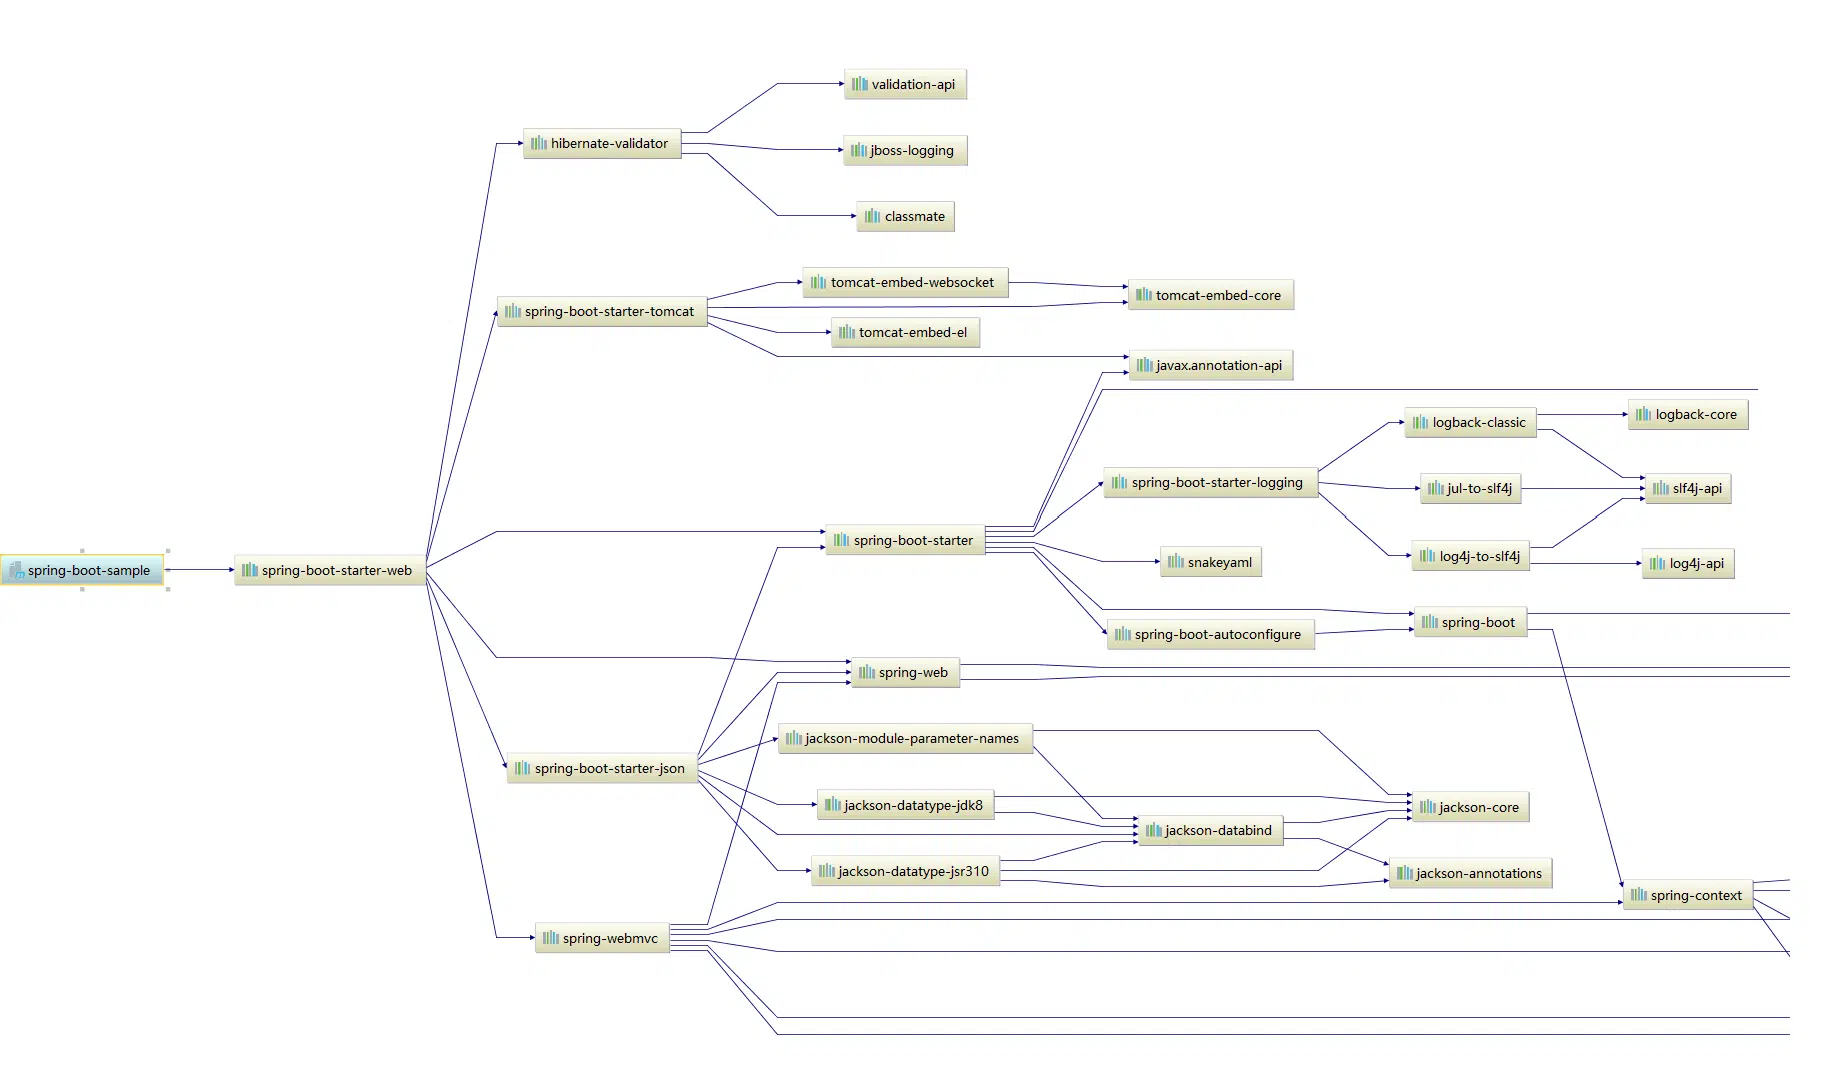 validation-api
hibernate-validator
jboss-logging
classmate
tomcat-embed-websocket
tomcat-embed-core
spring-boot-starter-tomcat
tomcat-embed-el
javax.annotation-api
logback-classic
logback-core
spring-boot-starter-logging
jul-to-slf4j
slf4j-api
spring-boot-starter
log4j-to-slf4j
snakeyaml
log4j-api
spring-boot-sample
spring-boot-starter-web
spring-boot
spring-boot-autoconfigure
spring-web
jackson-module-parameter-names
spring-boot-starter-json
jackson-datatype-jdk8
jackson-core
jackson-databind
jackson-datatype-jsr310
jackson-annotations
spring-context
spring-webmvc